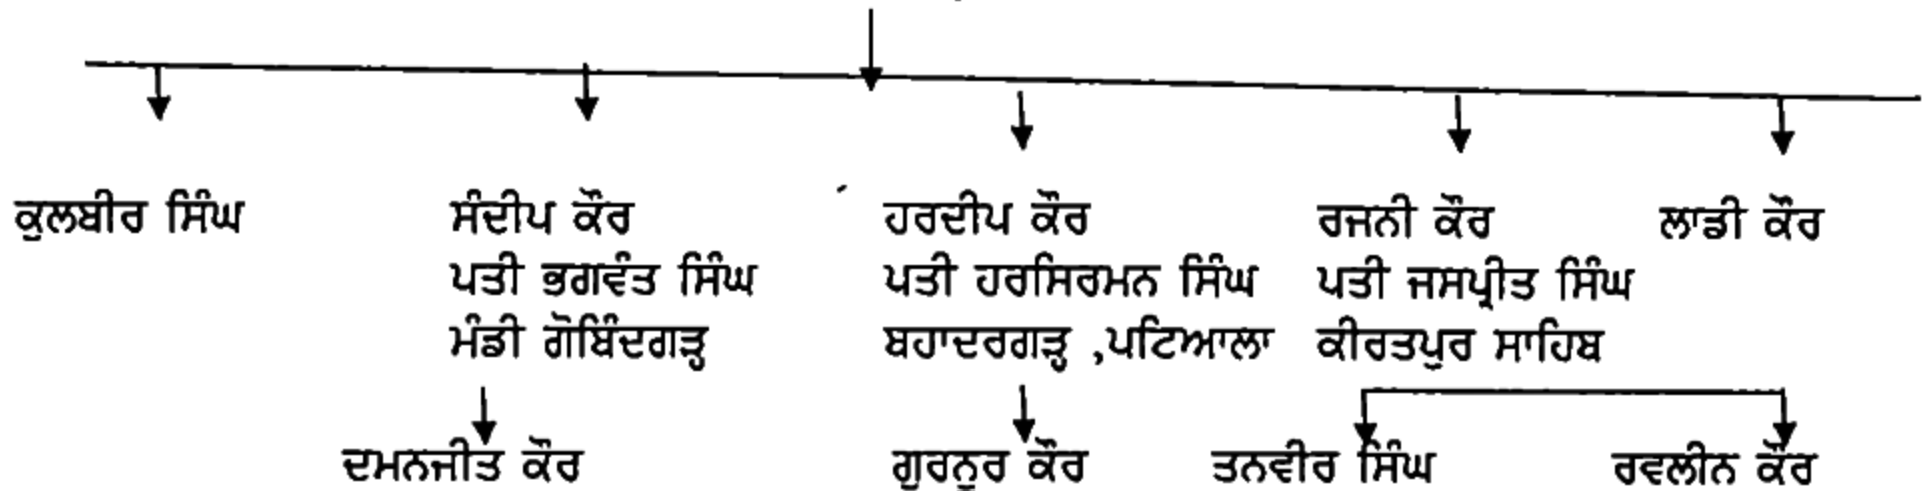 ਕੁਲਬੀਰ ਸਿੰਘ
ਸੰਦੀਪ ਕੌਰ
ਪਤੀ ਭਗਵੰਤ ਸਿੰਘ
ਮੰਡੀ ਗੋਬਿੰਦਗੜ੍ਹ
ਹਰਦੀਪ ਕੌਰ
ਪਤੀ ਹਰਸਿਰਮਨ ਸਿੰਘ
ਬਹਾਦਰਗੜ੍ਹ ,ਪਟਿਆਲਾ
ਰਜਨੀ ਕੌਰ
ਪਤੀ ਜਸਪ੍ਰੀਤ ਸਿੰਘ
ਕੀਰਤਪੁਰ ਸਾਹਿਬ
ਲਾਡੀ ਕੌਰ
ਦਮਨਜੀਤ ਕੌਰ
ਗੁਰਨੁਰ ਕੌਰ
ਤਨਵੀਰ ਸਿੰਘ
ਰਵਲੀਨ ਕੌਰ